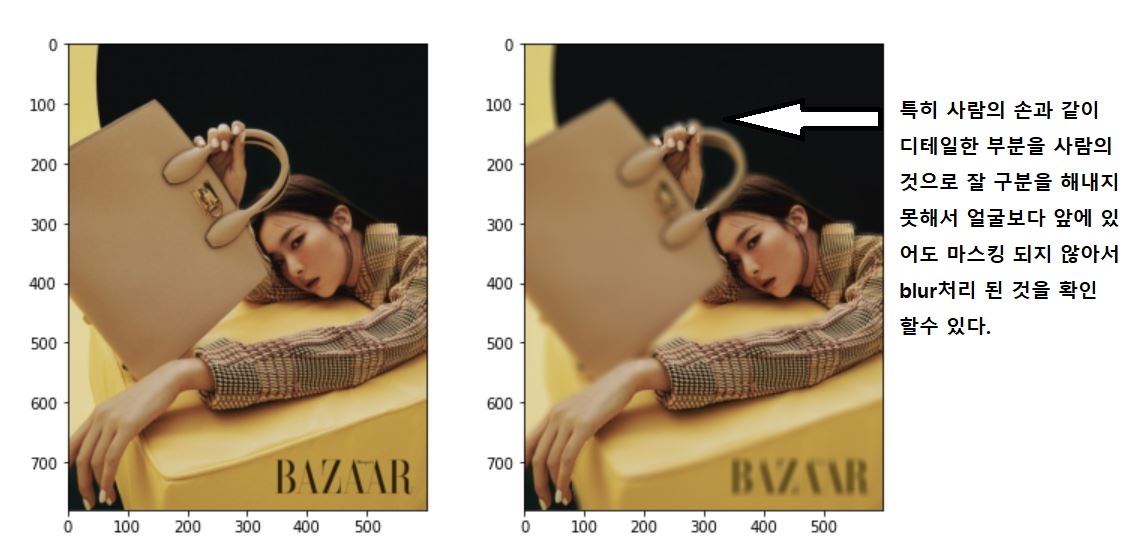 0
100
200
300
400
500
600
700
0 100 200 300 400 500
BAZAAR
0
100
200
300
400
500
600
700
0 100 200 300 400 500
BAZAAR
특히 사람의 손과 같이
디테일한 부분을 사람의
것으로 잘 구분을 해내지
못해서 얼굴보다 앞에 있
어도 마스킹 되지 않아서
blur처리 된 것을 확인
할수 있다.